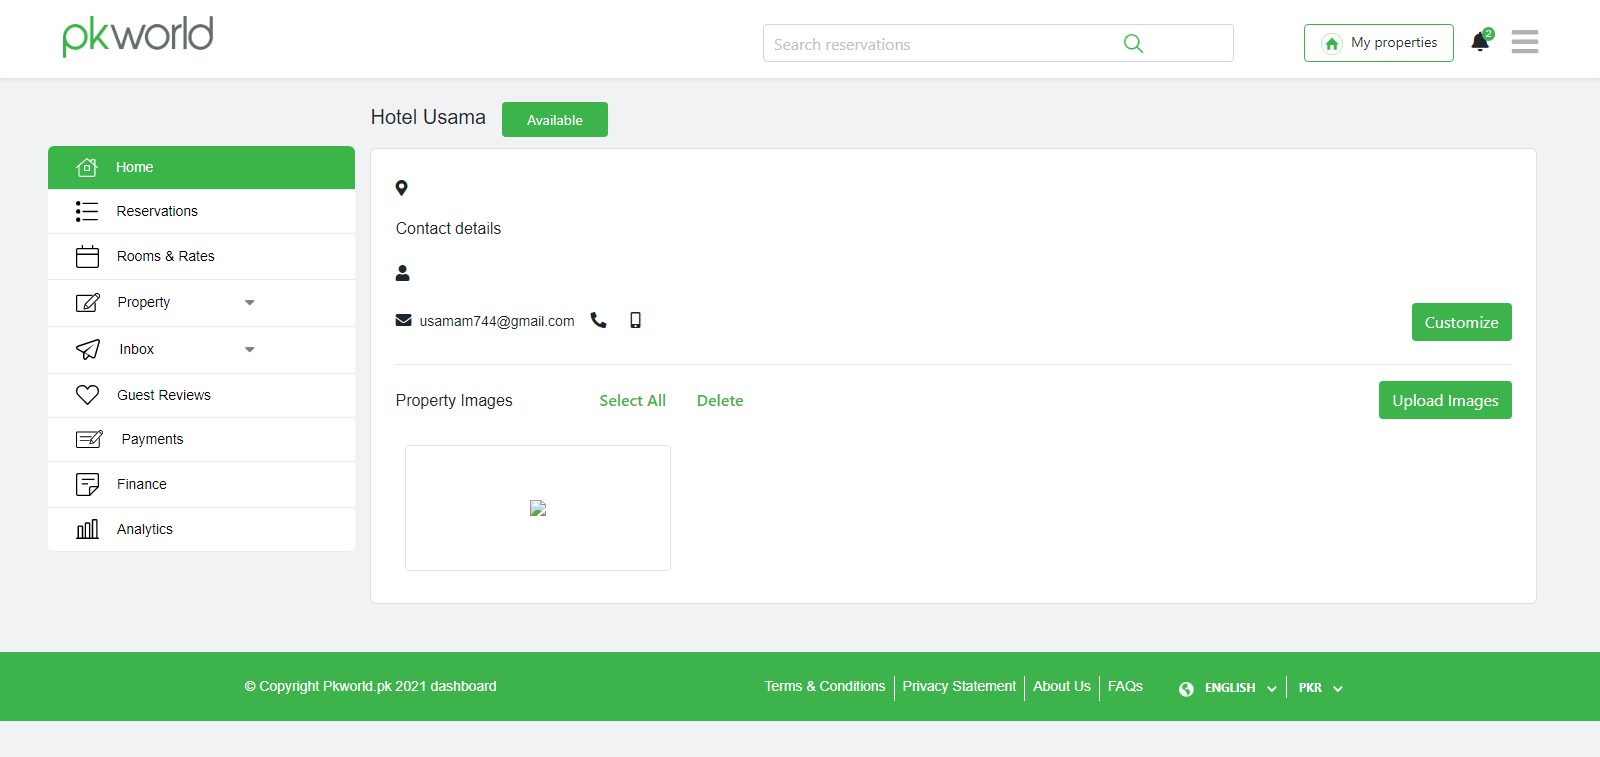 pkworld
Search reservations
My properties
2
Hotel Usama
Available
Home
Reservations
Rooms & Rates
Property
Inbox
Guest Reviews
Payments
Finance
Analytics
Contact details
usamam744@gmail.com
Customize
Property Images
Select All
Delete
Upload Images
© Copyright Pkworld.pk 2021 dashboard
Terms & Conditions
Privacy Statement
About Us
FAQs
ENGLISH
PKR